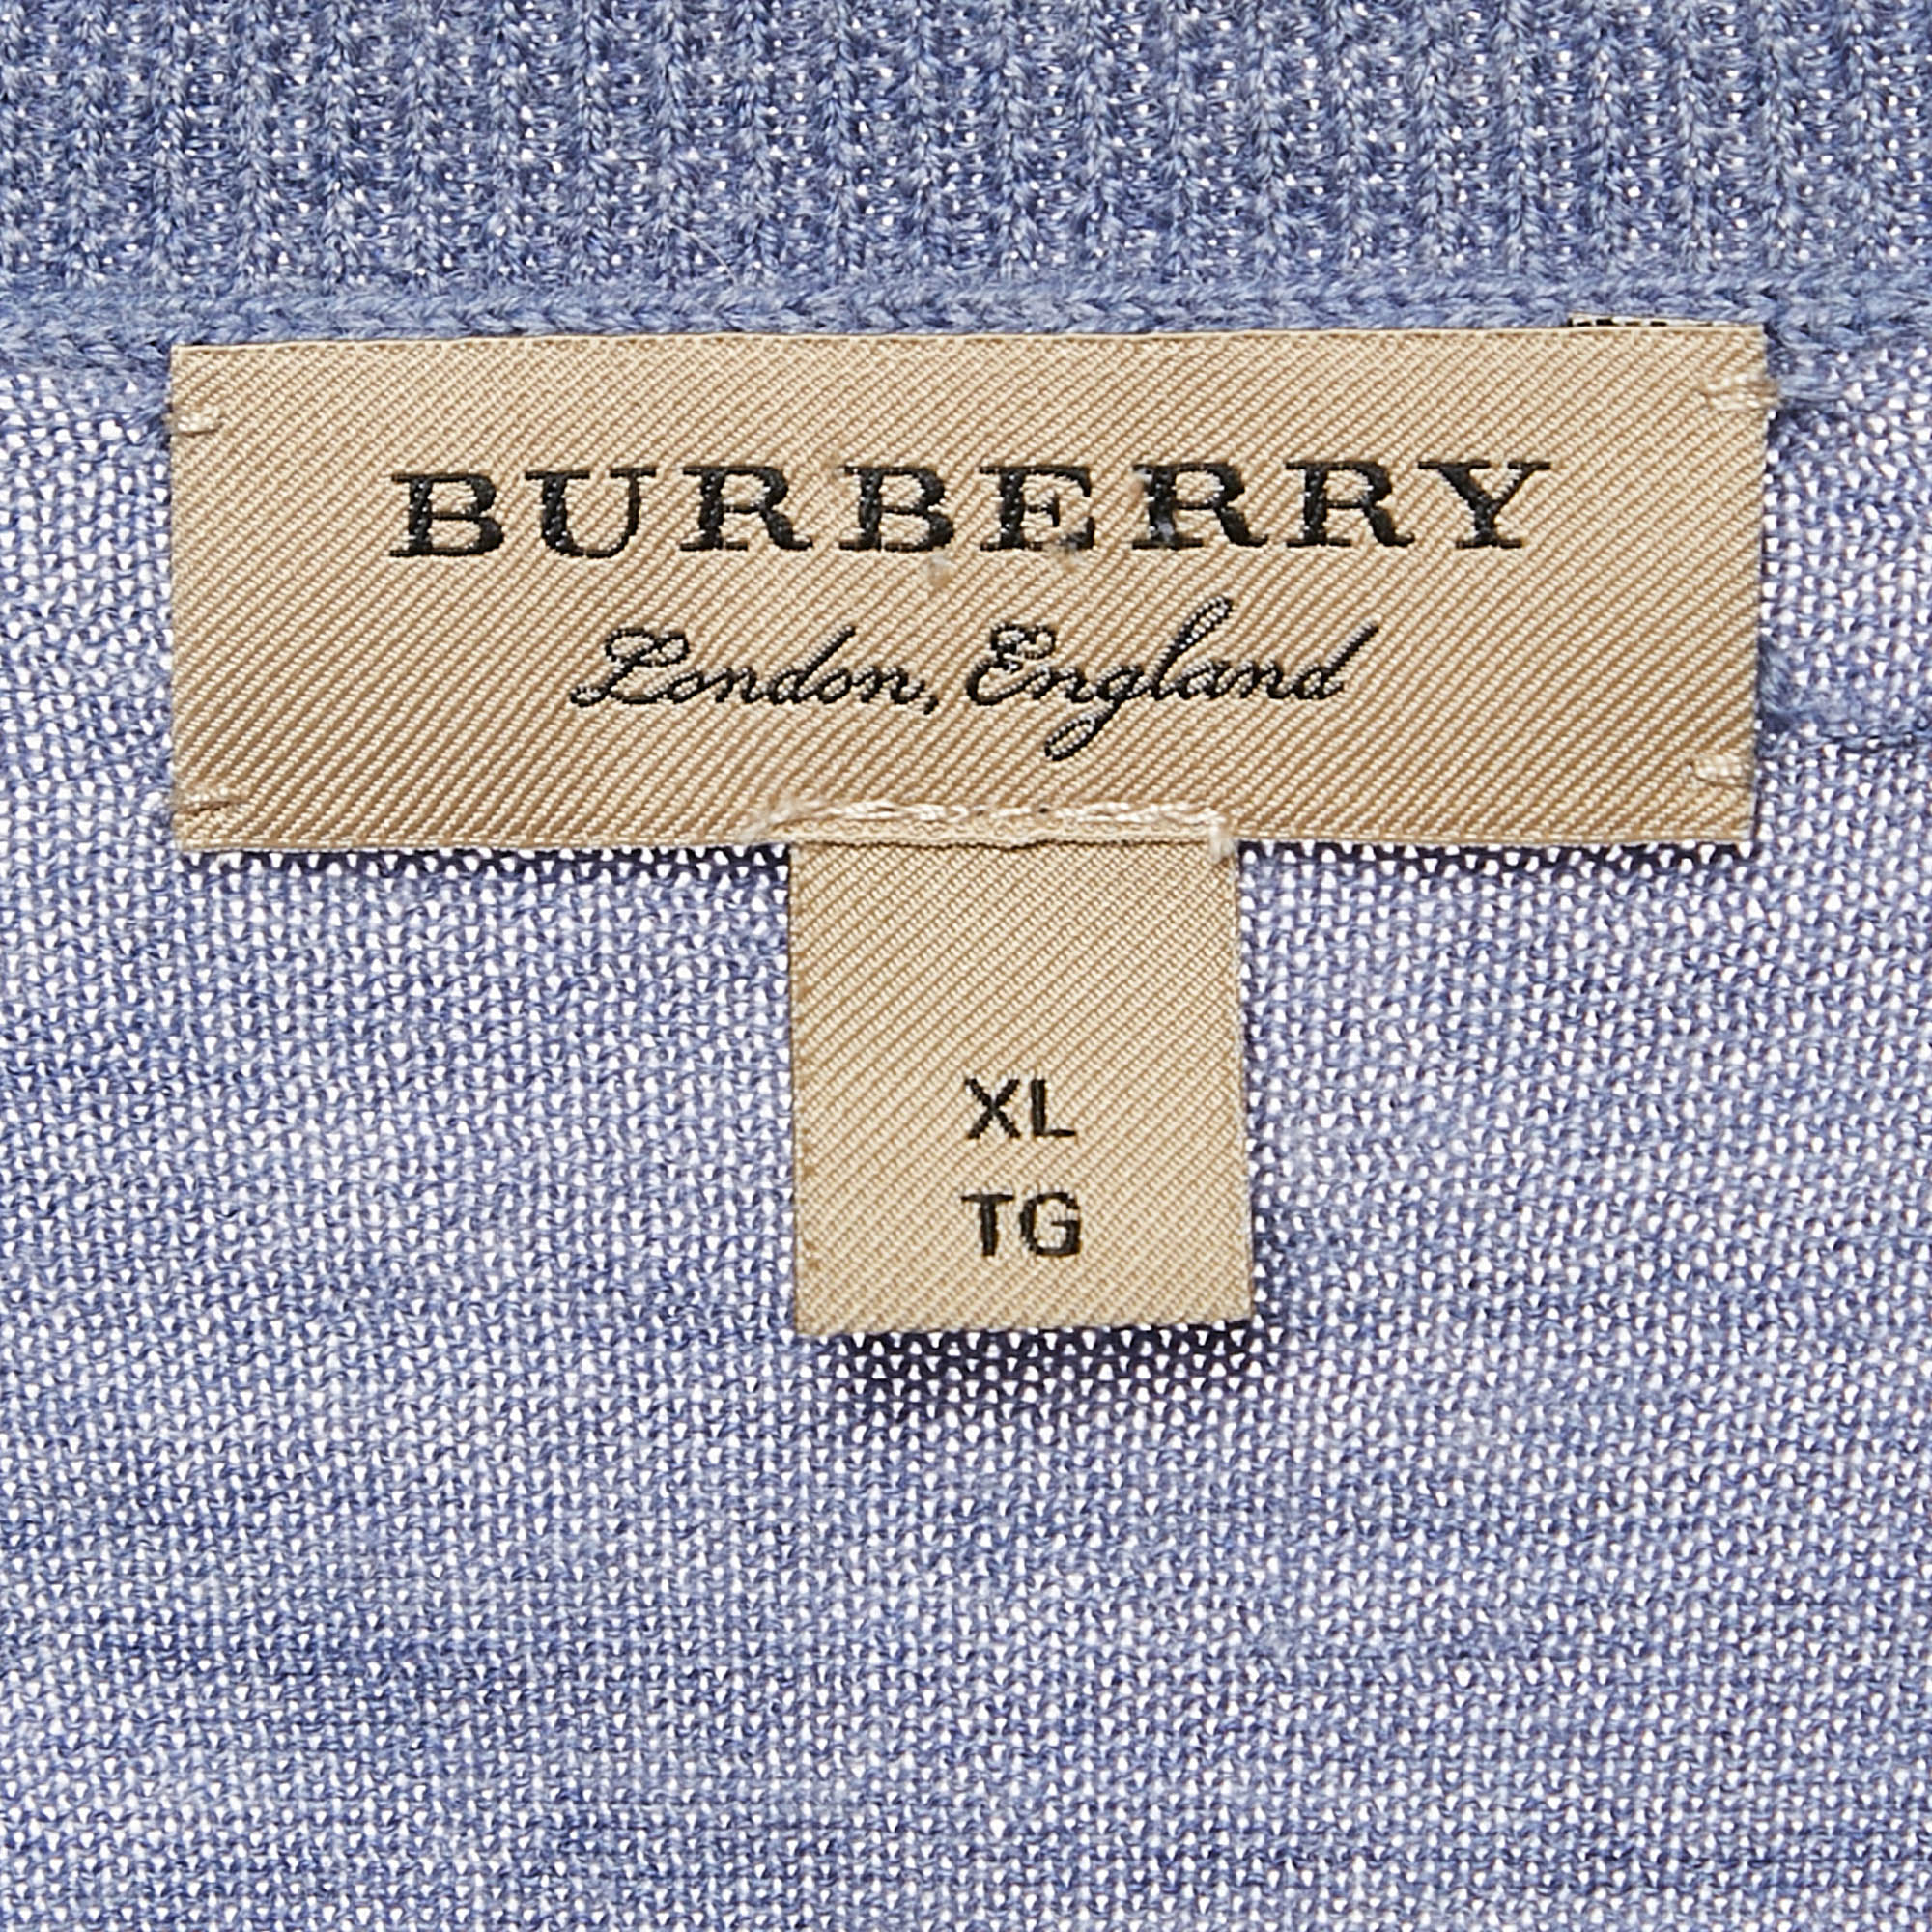 BURBERRY
London, England
XL
TG